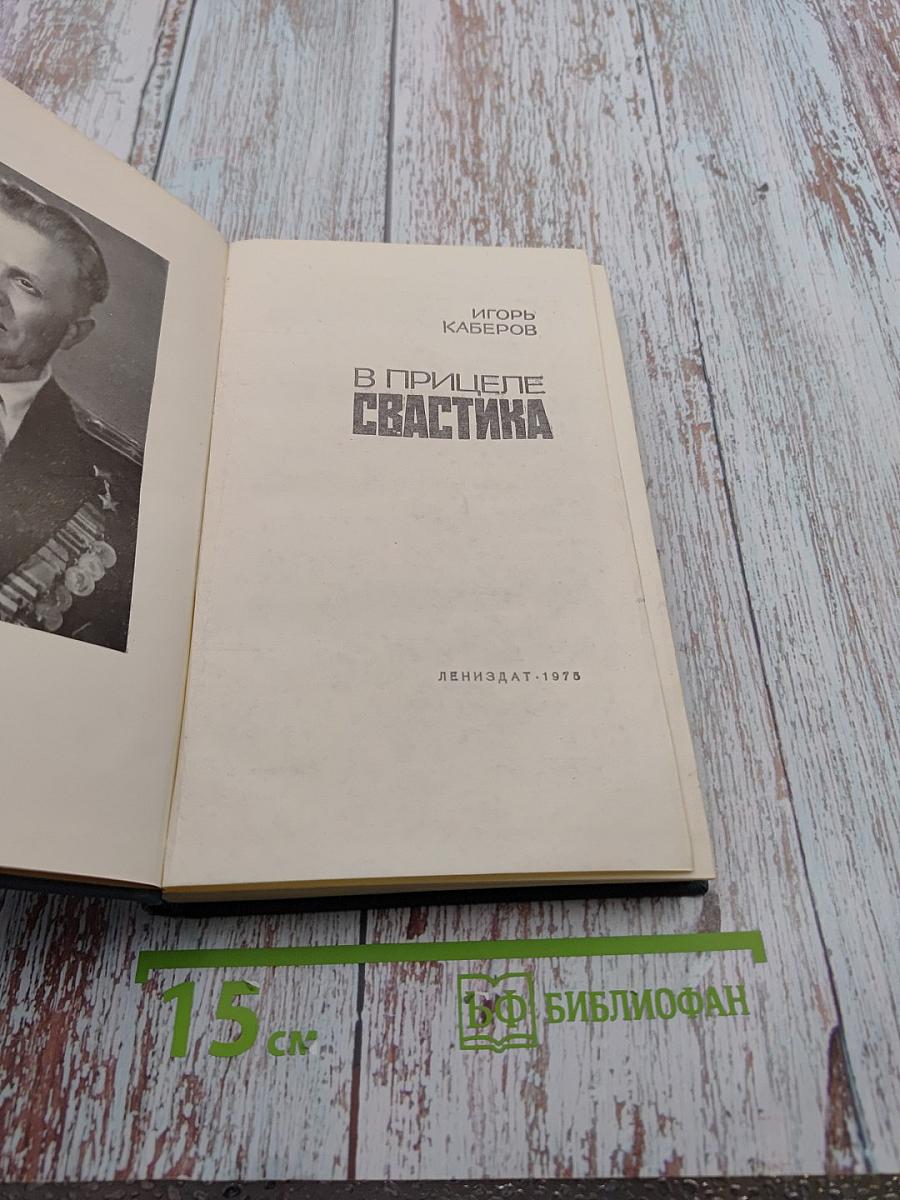 ИГОРЬ
КАБЕРОВ
В ПРИЦЕЛЕ
СВАСТИКА
ЛЕНИЗДАТ · 1975
15 см
БФ БИБЛИОФАН